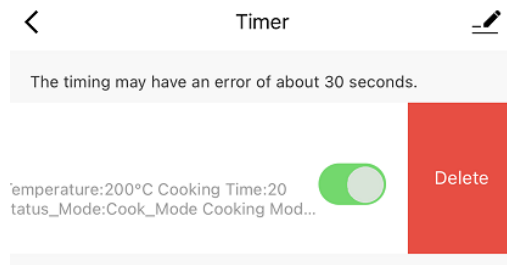 Timer
The timing may have an error of about 30 seconds.
emperature:200°C Cooking Time:20
Delete
tatus_Mode:Cook_Mode Cooking Mod...